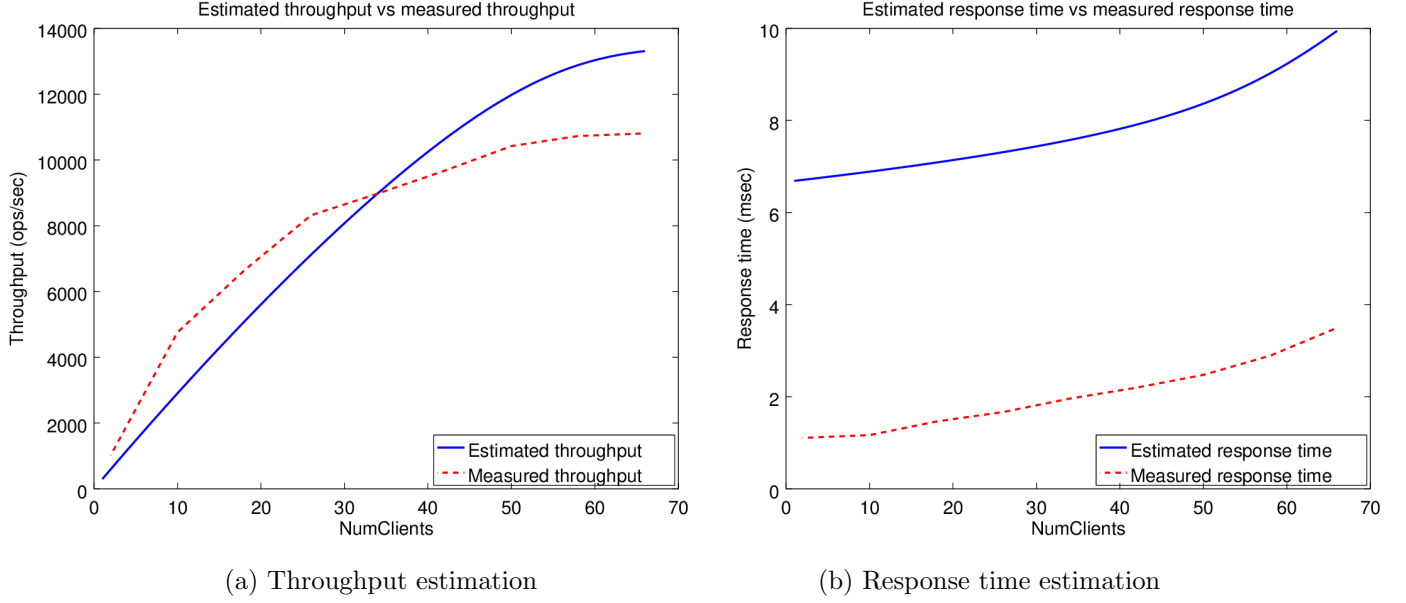 Estimated throughput vs measured throughput
14000
12000
10000
8000
6000
4000
2000
0
Throughput (ops/sec)
0 10 20 30 40 50 60 70
NumClients
Estimated throughput
Measured throughput
(a) Throughput estimation
Estimated response time vs measured response time
10
8
6
4
2
0
Response time (msec)
0 10 20 30 40 50 60 70
NumClients
Estimated response time
Measured response time
(b) Response time estimation